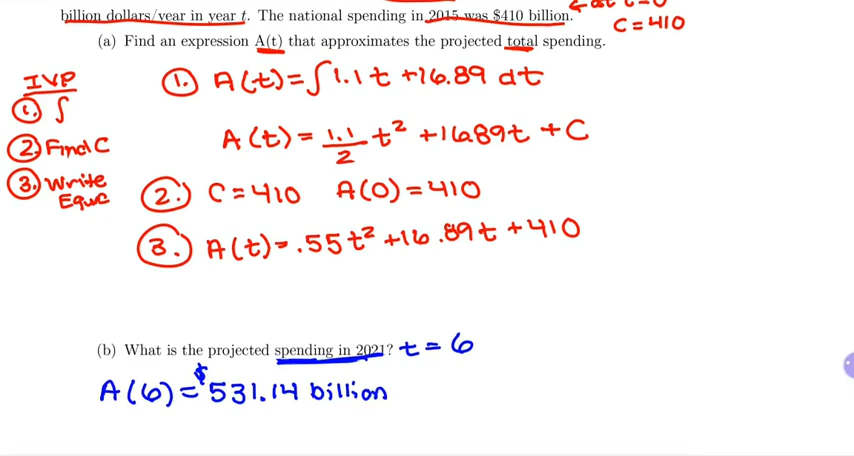 billion dollars/year in year t. The national spending in 2015 was $410 billion.
C = 410
(a) Find an expression A(t) that approximates the projected total spending.
IVP
1. ∫
2. Find C
3. Write Equa
1. A(t) = ∫ 1.1t + 16.89 dt
A(t) = 1.1/2 t² + 16.89t + C
2. C = 410 A(0) = 410
3. A(t) = .55t² + 16.89t + 410
(b) What is the projected spending in 2021? t = 6
A(6) = $531.14 billion